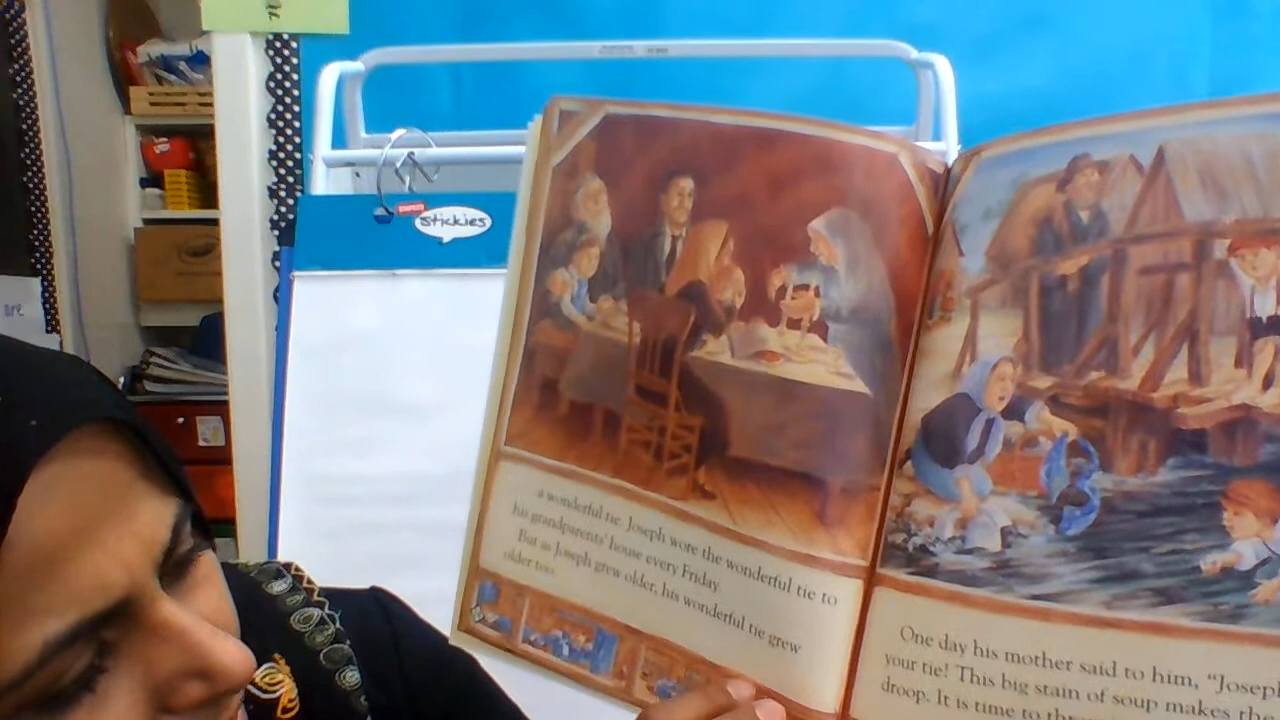 stickies
are
a wonderful tie. Joseph wore the wonderful tie to
his grandparents' house every Friday.
But as Joseph grew older, his wonderful tie grew
older too.
One day his mother said to him, "Joseph
your tie! This big stain of soup makes the
droop. It is time to